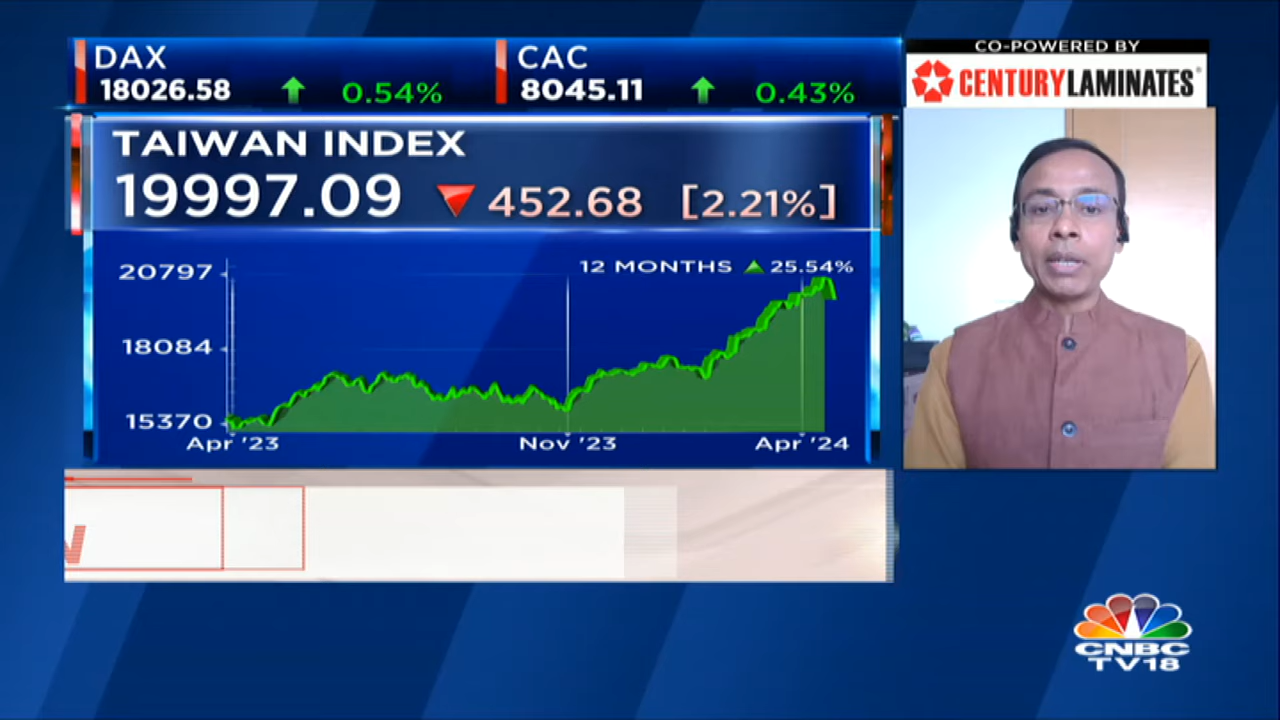 DAX
18026.58 0.54%
CAC
8045.11 0.43%
CO-POWERED BY
CENTURYLAMINATES®
TAIWAN INDEX
19997.09 452.68 [2.21%]
12 MONTHS 25.54%
20797
18084
15370
Apr '23 Nov '23 Apr '24
CNBC
TV18